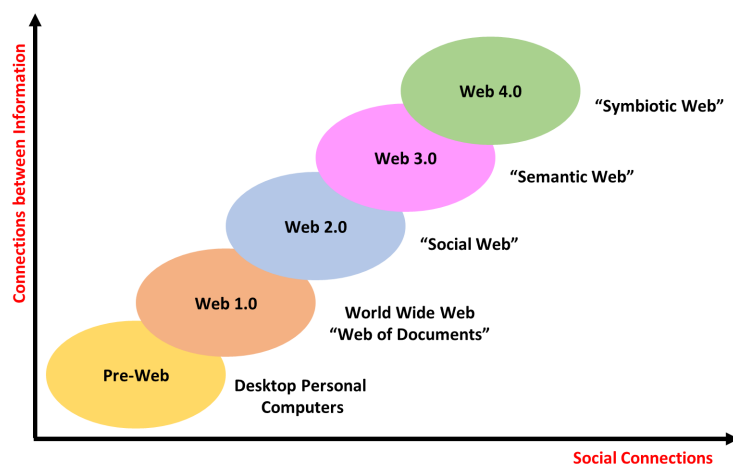 Connections between Information
Web 4.0
“Symbiotic Web”
Web 3.0
“Semantic Web”
Web 2.0
“Social Web”
Web 1.0
World Wide Web
“Web of Documents”
Pre-Web
Desktop Personal
Computers
Social Connections